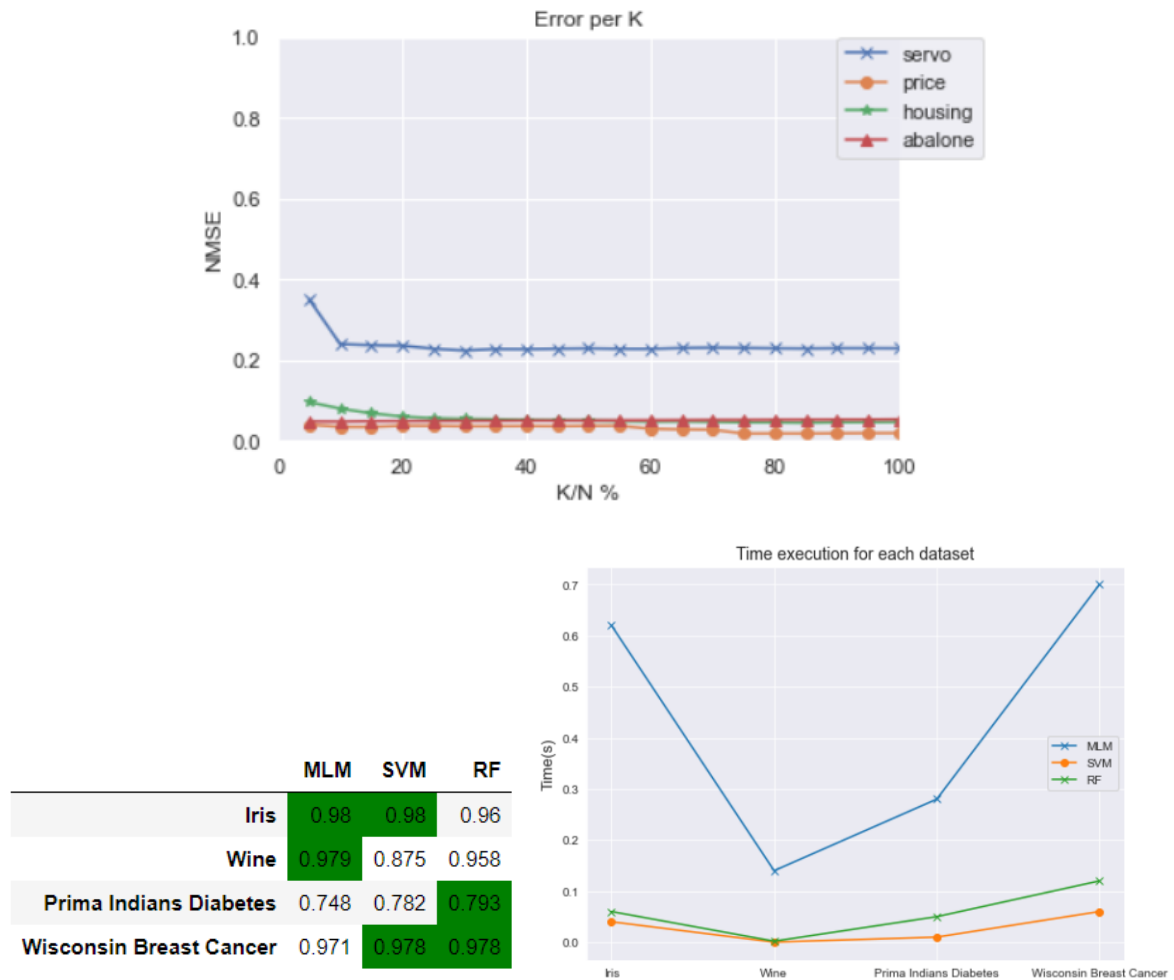 Error per K
1.0
0.8
0.6
0.4
0.2
0.0
NMSE
0 20 40 60 80 100
K/N %
servo
price
housing
abalone
Time execution for each dataset
0.7
0.6
0.5
0.4
0.3
0.2
0.1
0.0
Time(s)
MLM
SVM
RF
Iris Wine Prima Indians Diabetes Wisconsin Breast Cancer
MLM SVM RF
Iris 0.98 0.98 0.96
Wine 0.979 0.875 0.958
Prima Indians Diabetes 0.748 0.782 0.793
Wisconsin Breast Cancer 0.971 0.978 0.978